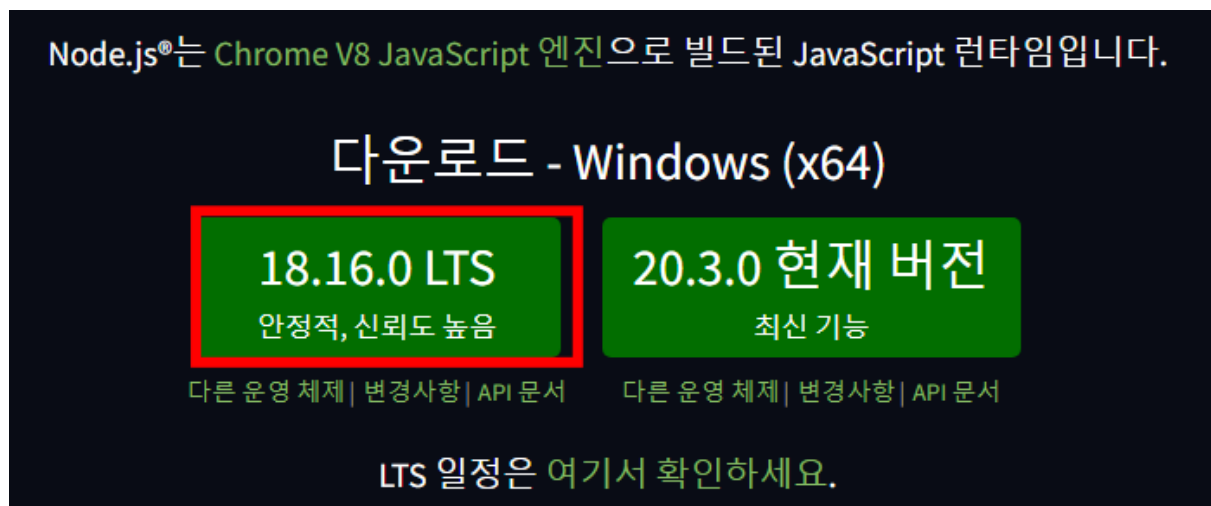 Node.js®는 Chrome V8 JavaScript 엔진으로 빌드된 JavaScript 런타임입니다.
다운로드 - Windows (x64)
18.16.0 LTS
안정적, 신뢰도 높음
20.3.0 현재 버전
최신 기능
다른 운영 체제| 변경사항| API 문서
다른 운영 체제| 변경사항| API 문서
LTS 일정은 여기서 확인하세요.